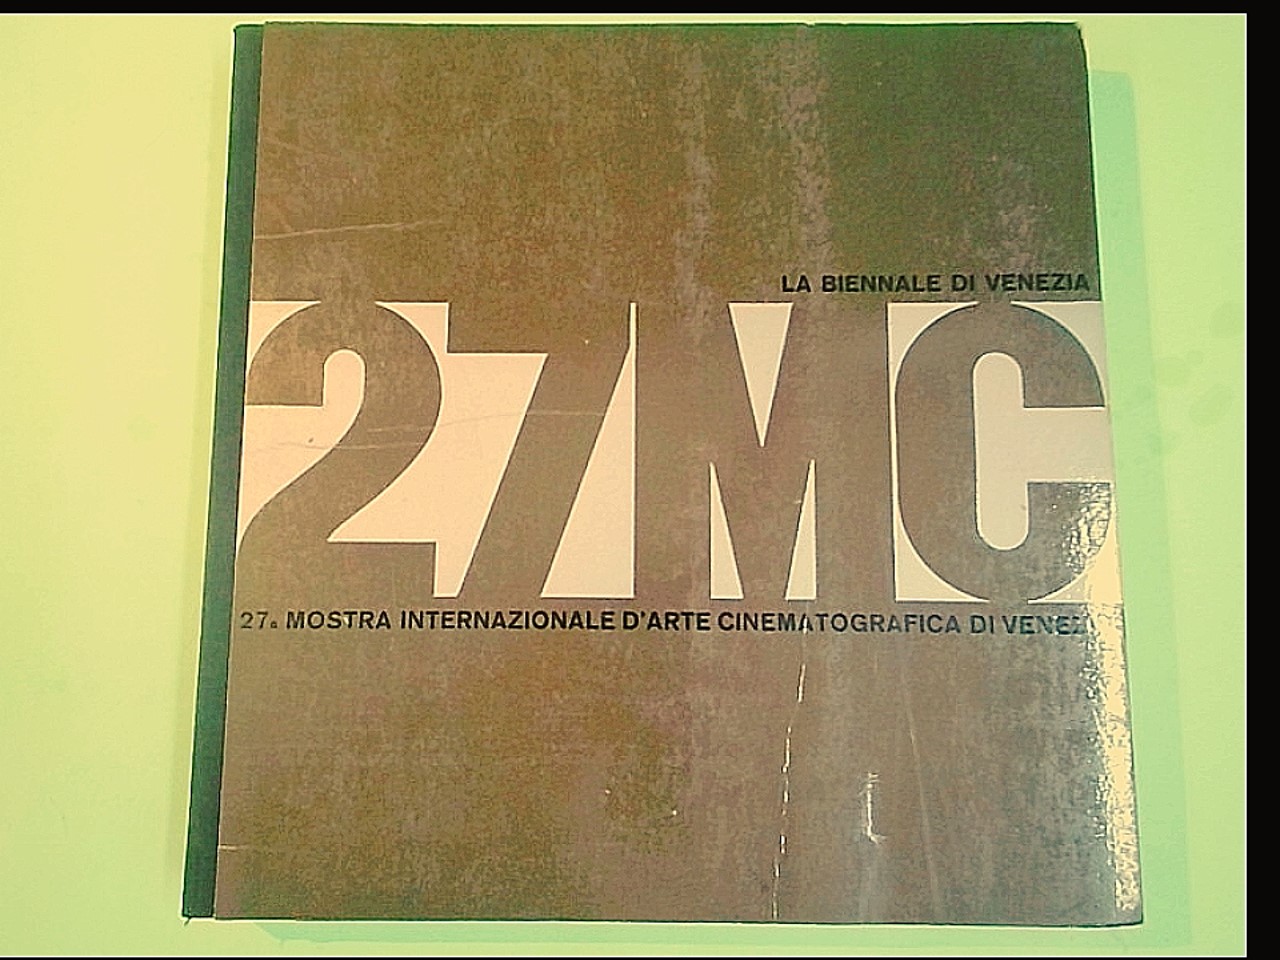 LA BIENNALE DI VENEZIA
27MC
27a MOSTRA INTERNAZIONALE D'ARTE CINEMATOGRAFICA DI